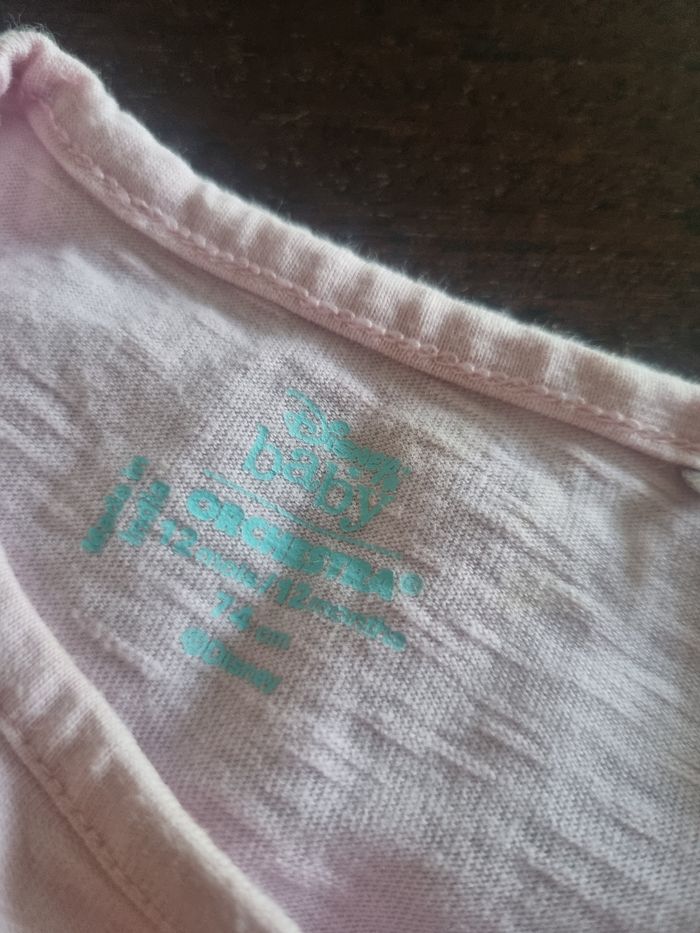 Disney
baby
ORCHESTRA®
12 mois/12 months
74 cm
©Disney